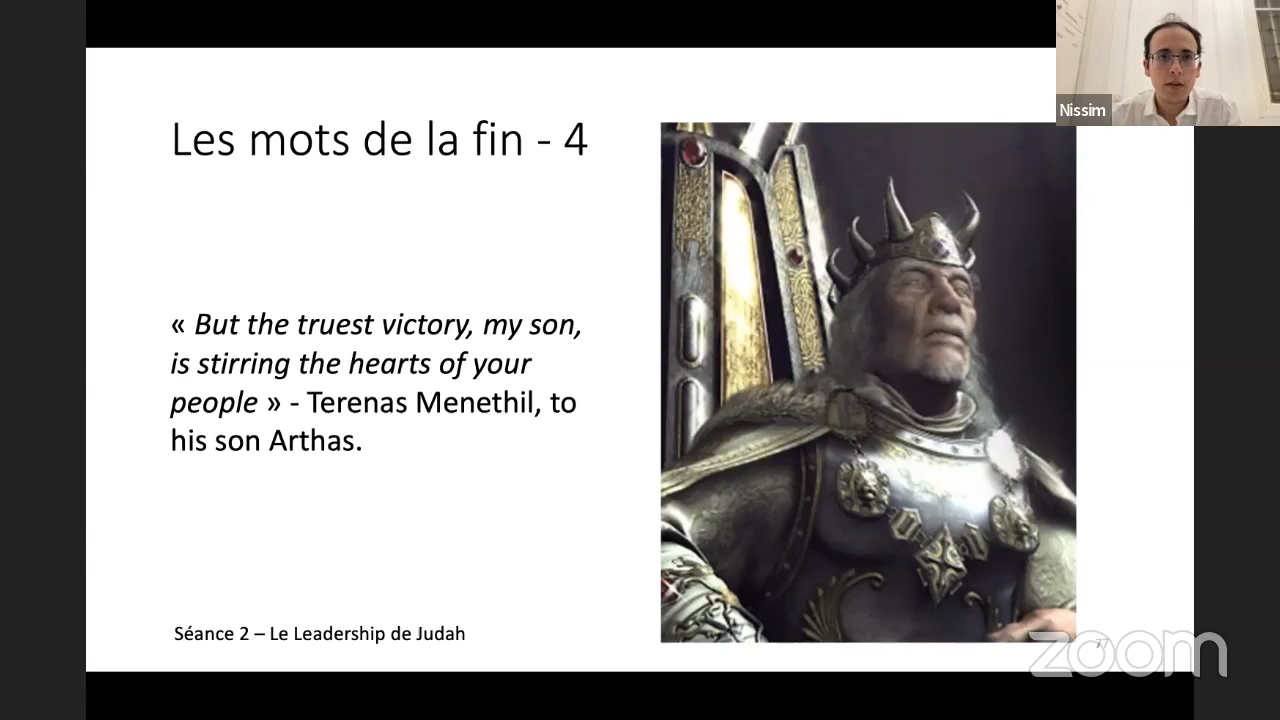 Nissim
Les mots de la fin - 4
« But the truest victory, my son,
is stirring the hearts of your
people » - Terenas Menethil, to
his son Arthas.
Séance 2 – Le Leadership de Judah
77
zoom